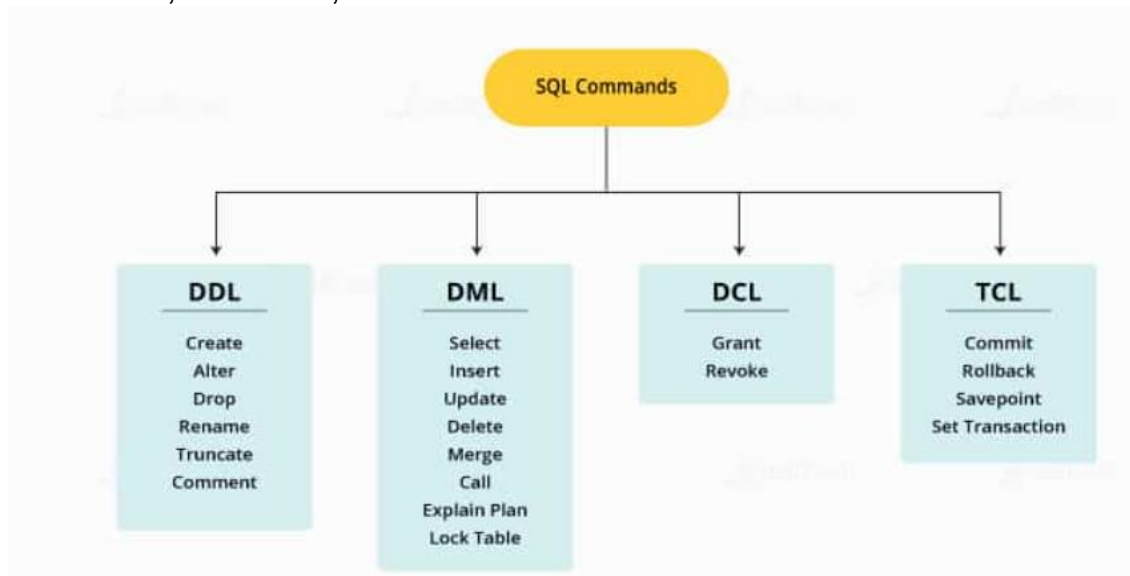 SQL Commands
DDL
Create
Alter
Drop
Rename
Truncate
Comment
DML
Select
Insert
Update
Delete
Merge
Call
Explain Plan
Lock Table
DCL
Grant
Revoke
TCL
Commit
Rollback
Savepoint
Set Transaction